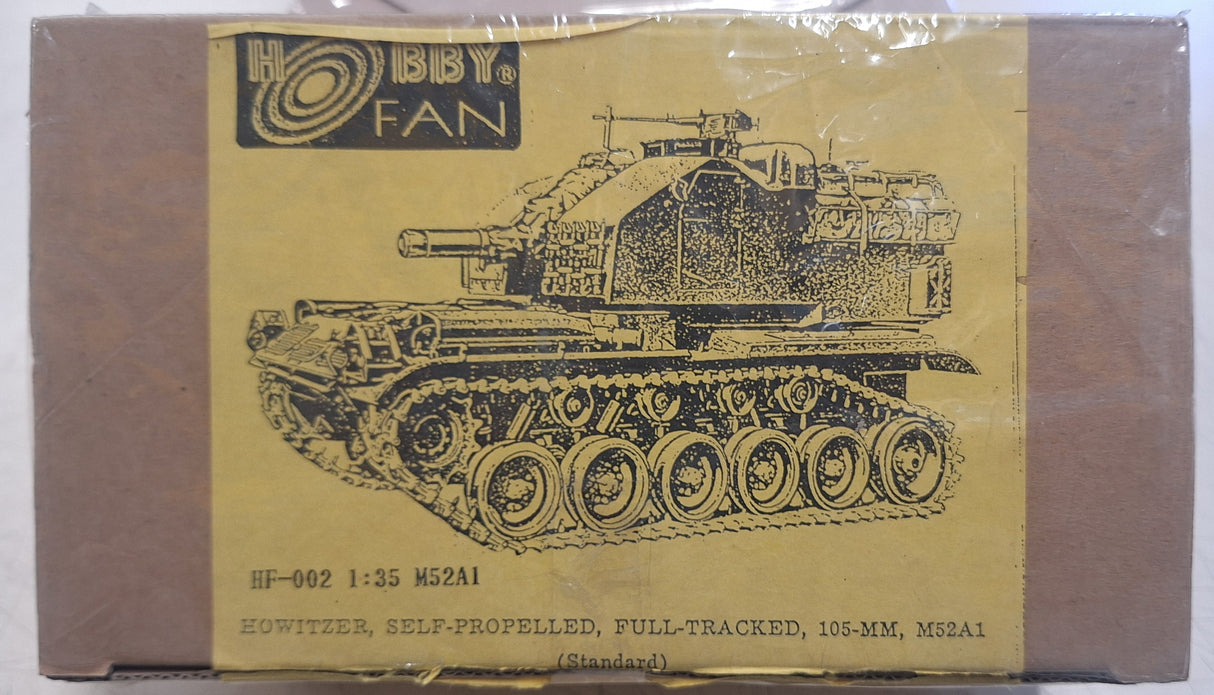 HOBBY®
FAN
HF-002 1:35 M52A1
HOWITZER, SELF-PROPELLED, FULL-TRACKED, 105-MM, M52A1
(Standard)